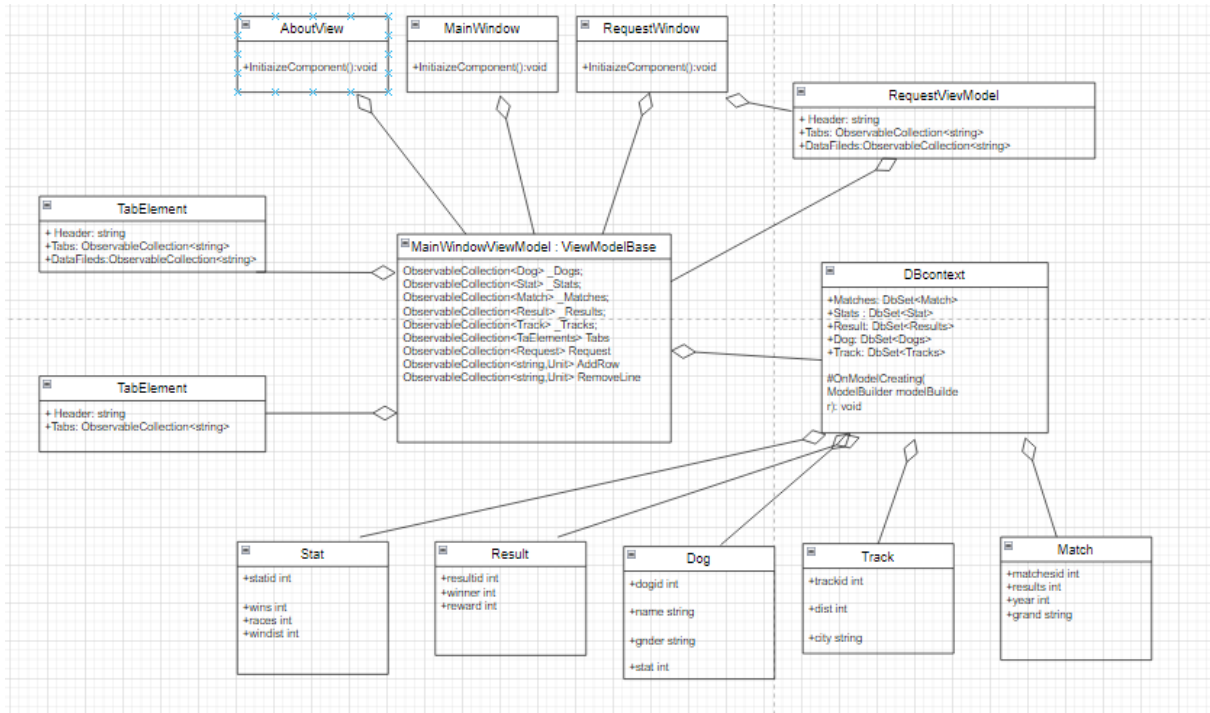 AboutView
+InitiaizeComponent():void
MainWindow
+InitiaizeComponent():void
RequestWindow
+InitiaizeComponent():void
RequestVievModel
+ Header: string
+Tabs: ObservableCollection<string>
+DataFileds:ObservableCollection<string>
TabElement
+ Header: string
+Tabs: ObservableCollection<string>
+DataFileds:ObservableCollection<string>
MainWindowViewModel : ViewModelBase
ObservableCollection<Dog> _Dogs;
ObservableCollection<Stat> _Stats;
ObservableCollection<Match> _Matches;
ObservableCollection<Result> _Results;
ObservableCollection<Track> _Tracks;
ObservableCollection<TaElements> Tabs
ObservableCollection<Request> Request
ObservableCollection<string,Unit> AddRow
ObservableCollection<string,Unit> RemoveLine
DBcontext
+Matches: DbSet<Match>
+Stats : DbSet<Stat>
+Result: DbSet<Results>
+Dog: DbSet<Dogs>
+Track: DbSet<Tracks>
#OnModelCreating(
ModelBuilder modelBuilde
r): void
TabElement
+ Header: string
+Tabs: ObservableCollection<string>
Stat
+statid int
+wins int
+races int
+windist int
Result
+resultid int
+winner int
+reward int
Dog
+dogid int
+name string
+gnder string
+stat int
Track
+trackid int
+dist int
+city string
Match
+matchesid int
+results int
+year int
+grand string